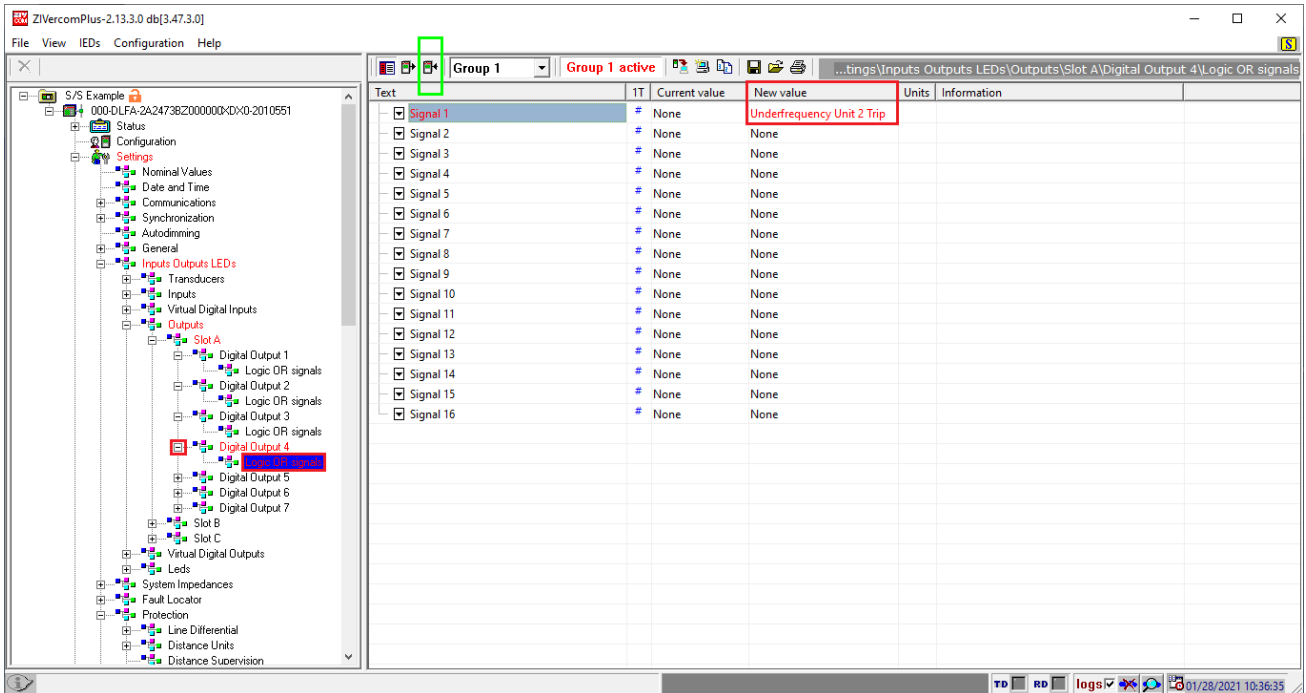 ZIVercomPlus-2.13.3.0 db[3.47.3.0]
File View IEDs Configuration Help
S
Group 1
Group 1 active
...tings\Inputs Outputs LEDs\Outputs\Slot A\Digital Output 4\Logic OR signals
S/S Example
000-DLFA-2A2473BZ000000XDX0-2010551
Status
Configuration
Settings
Nominal Values
Date and Time
Communications
Synchronization
Autodimming
General
Inputs Outputs LEDs
Transducers
Inputs
Virtual Digital Inputs
Outputs
Slot A
Digital Output 1
Logic OR signals
Digital Output 2
Logic OR signals
Digital Output 3
Logic OR signals
Digital Output 4
Logic OR signals
Digital Output 5
Digital Output 6
Digital Output 7
Slot B
Slot C
Virtual Digital Outputs
Leds
System Impedances
Fault Locator
Protection
Line Differential
Distance Units
Distance Supervision
Text 1T Current value New value Units Information
Signal 1 # None Underfrequency Unit 2 Trip
Signal 2 # None None
Signal 3 # None None
Signal 4 # None None
Signal 5 # None None
Signal 6 # None None
Signal 7 # None None
Signal 8 # None None
Signal 9 # None None
Signal 10 # None None
Signal 11 # None None
Signal 12 # None None
Signal 13 # None None
Signal 14 # None None
Signal 15 # None None
Signal 16 # None None
TD RD logs 01/28/2021 10:36:35